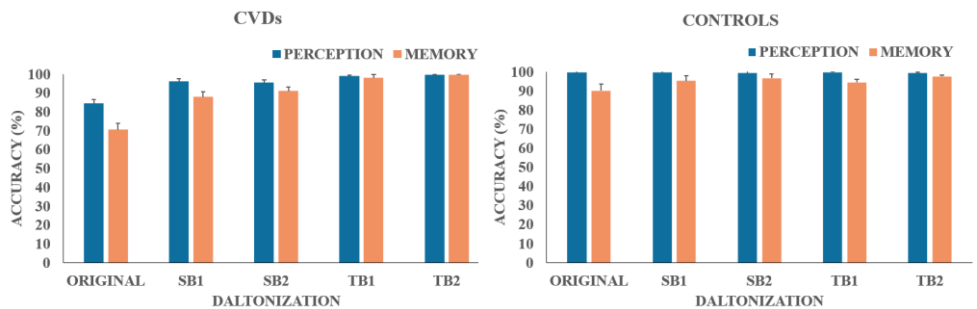 CVDs
PERCEPTION MEMORY
ACCURACY (%)
100
90
80
70
60
50
40
30
20
10
0
ORIGINAL SB1 SB2 TB1 TB2
DALTONIZATION
CONTROLS
PERCEPTION MEMORY
ACCURACY (%)
100
90
80
70
60
50
40
30
20
10
0
ORIGINAL SB1 SB2 TB1 TB2
DALTONIZATION